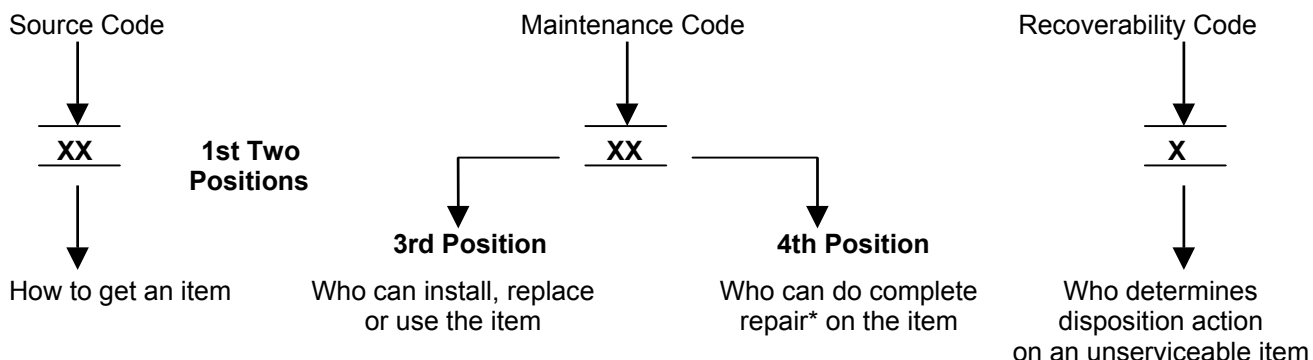 Source Code
Maintenance Code
Recoverability Code
XX
1st Two
Positions
XX
X
3rd Position
4th Position
How to get an item
Who can install, replace
or use the item
Who can do complete
repair* on the item
Who determines
disposition action
on an unserviceable item